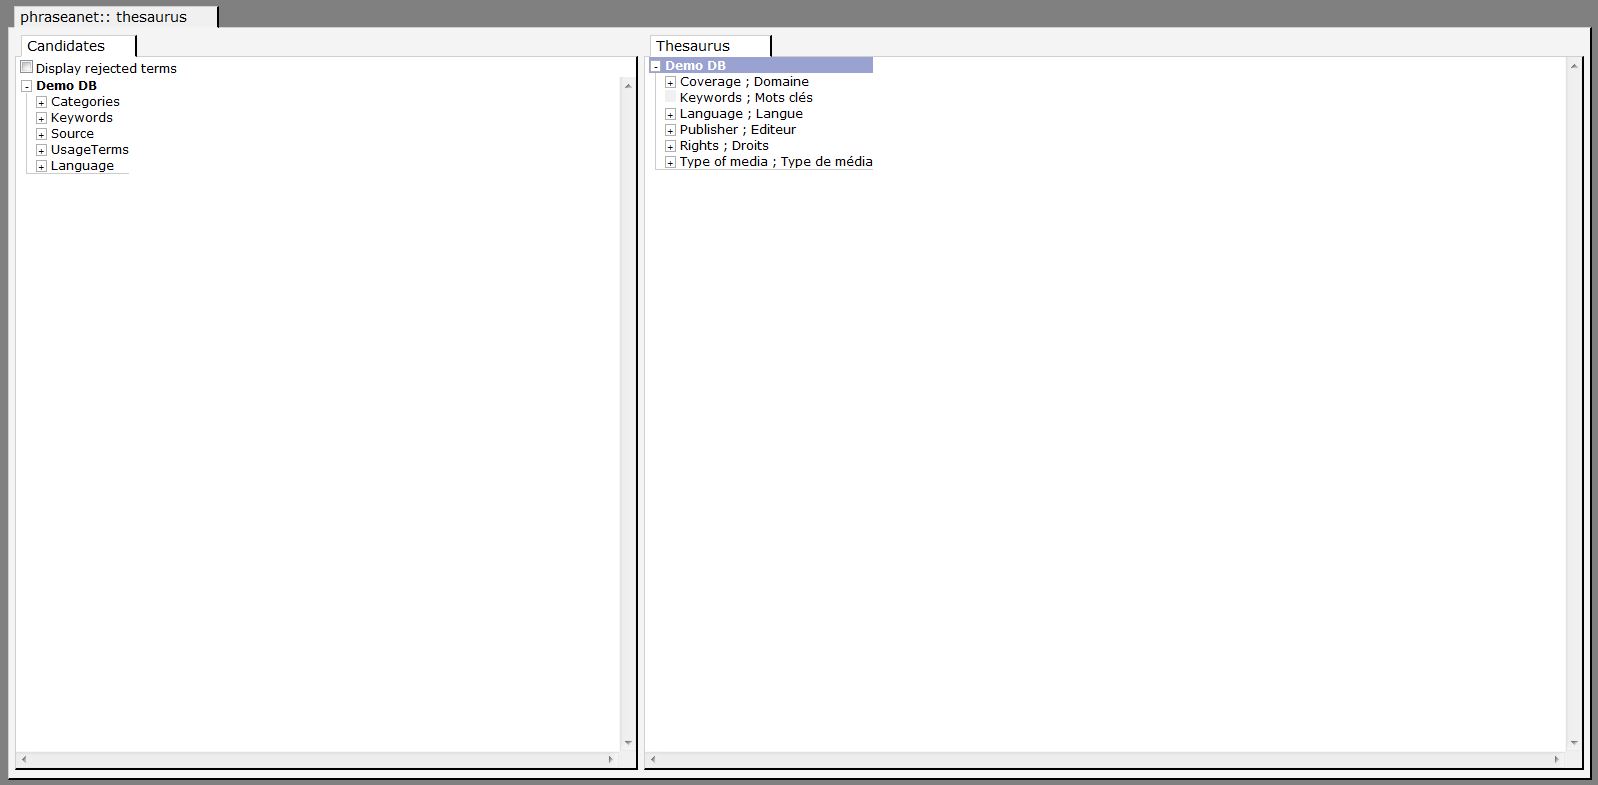 phraseanet:: thesaurus
Candidates
Display rejected terms
Demo DB
Categories
Keywords
Source
UsageTerms
Language
Thesaurus
Demo DB
Coverage ; Domaine
Keywords ; Mots clés
Language ; Langue
Publisher ; Editeur
Rights ; Droits
Type of media ; Type de média